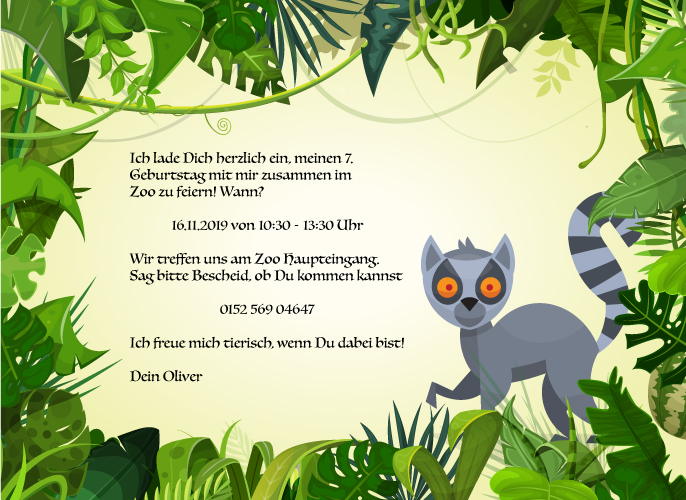 Ich lade Dich herzlich ein, meinen 7.
Geburtstag mit mir zusammen im
Zoo zu feiern! Wann?
16.11.2019 von 10:30 - 13:30 Uhr
Wir treffen uns am Zoo Haupteingang.
Sag bitte Bescheid, ob Du kommen kannst
0152 569 04647
Ich freue mich tierisch, wenn Du dabei bist!
Dein Oliver